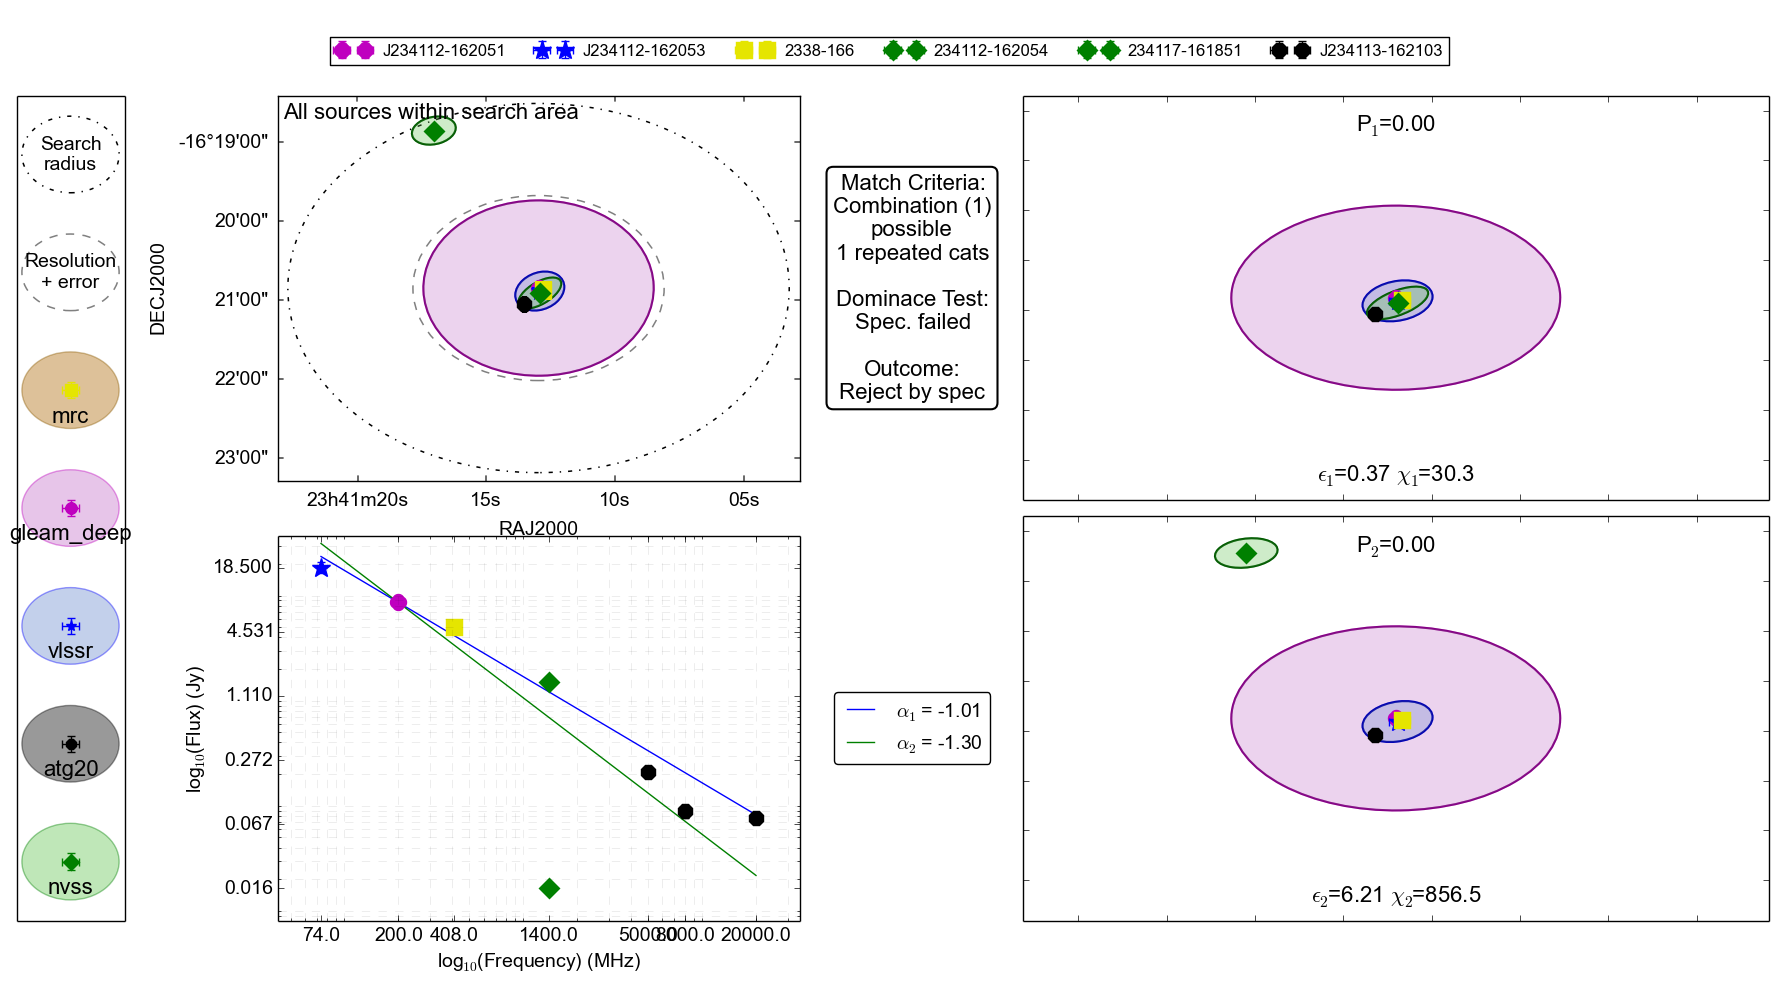 J234112-162051 J234112-162053 2338-166 234112-162054 234117-161851 J234113-162103
Search
radius
Resolution
+ error
mrc
gleam_deep
vlssr
atg20
nvss
All sources within search area
DECJ2000
-16°19'00"
20'00"
21'00"
22'00"
23'00"
23h41m20s 15s 10s 05s
RAJ2000
Match Criteria:
Combination (1)
possible
1 repeated cats
Dominace Test:
Spec. failed
Outcome:
Reject by spec
P₁=0.00
ϵ₁=0.37 χ₁=30.3
log₁₀(Flux) (Jy)
18.500
4.531
1.110
0.272
0.067
0.016
74.0 200.0 408.0 1400.0 5000.0 8000.0 20000.0
log₁₀(Frequency) (MHz)
α₁ = -1.01
α₂ = -1.30
P₂=0.00
ϵ₂=6.21 χ₂=856.5